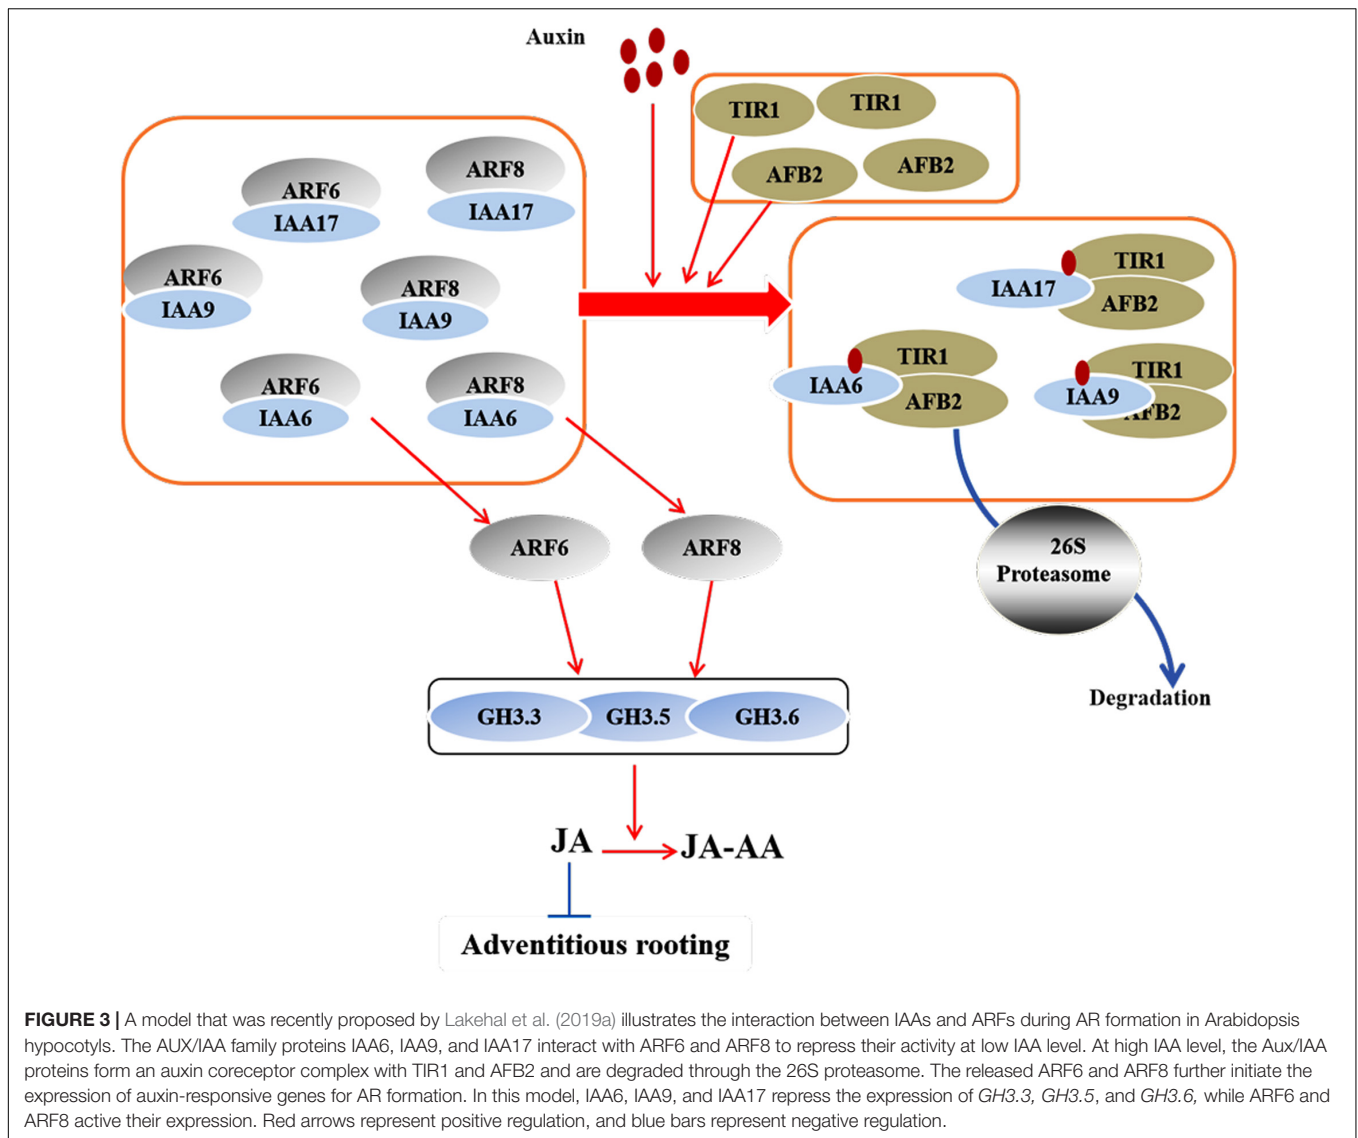 Auxin
TIR1
TIR1
AFB2
AFB2
ARF6
IAA17
ARF8
IAA17
ARF6
IAA9
ARF8
IAA9
ARF6
IAA6
ARF8
IAA6
IAA17
TIR1
AFB2
IAA6
TIR1
AFB2
IAA9
TIR1
AFB2
ARF6
ARF8
26S
Proteasome
Degradation
GH3.3
GH3.5
GH3.6
JA
JA-AA
Adventitious rooting
FIGURE 3 | A model that was recently proposed by Lakehal et al. (2019a) illustrates the interaction between IAAs and ARFs during AR formation in Arabidopsis
hypocotyls. The AUX/IAA family proteins IAA6, IAA9, and IAA17 interact with ARF6 and ARF8 to repress their activity at low IAA level. At high IAA level, the Aux/IAA
proteins form an auxin coreceptor complex with TIR1 and AFB2 and are degraded through the 26S proteasome. The released ARF6 and ARF8 further initiate the
expression of auxin-responsive genes for AR formation. In this model, IAA6, IAA9, and IAA17 repress the expression of GH3.3, GH3.5, and GH3.6, while ARF6 and
ARF8 active their expression. Red arrows represent positive regulation, and blue bars represent negative regulation.